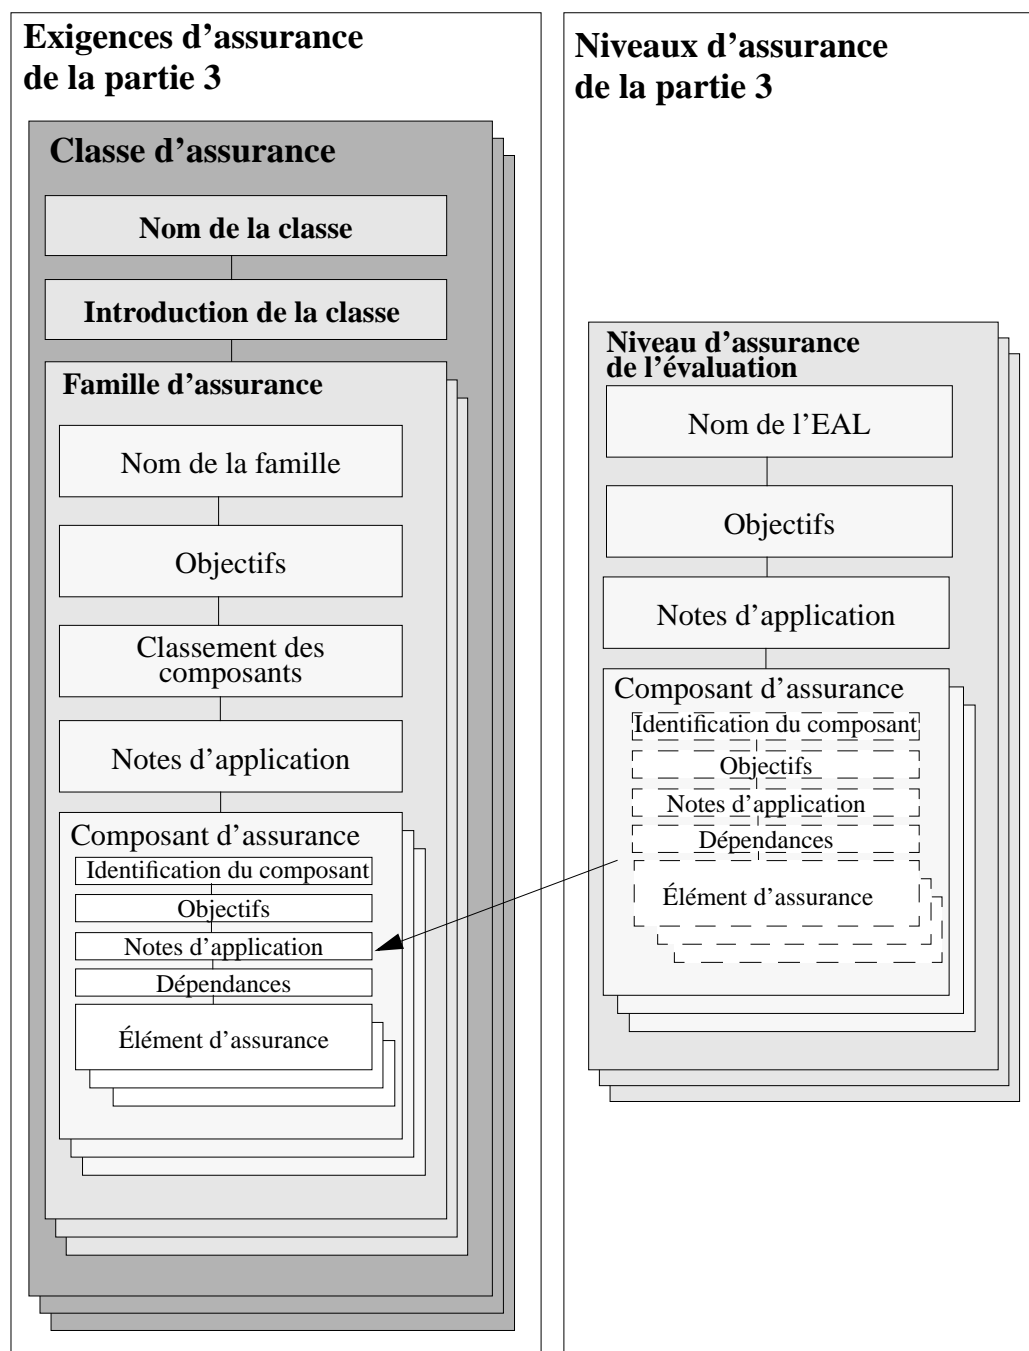 Exigences d’assurance
de la partie 3
Classe d’assurance
Nom de la classe
Introduction de la classe
Famille d’assurance
Nom de la famille
Objectifs
Classement des
composants
Notes d’application
Composant d’assurance
Identification du composant
Objectifs
Notes d’application
Dépendances
Élément d’assurance
Niveaux d’assurance
de la partie 3
Niveau d’assurance
de l’évaluation
Nom de l’EAL
Objectifs
Notes d’application
Composant d’assurance
Identification du composant
Objectifs
Notes d’application
Dépendances
Élément d’assurance